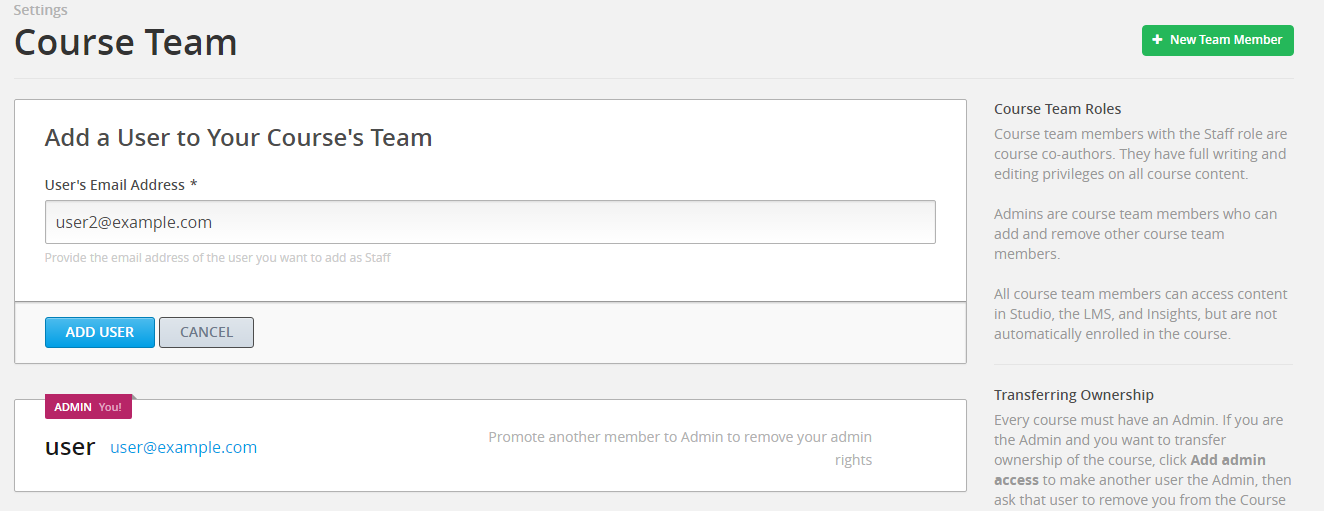 Settings
Course Team
+ New Team Member
Add a User to Your Course's Team
User's Email Address *
user2@example.com
Provide the email address of the user you want to add as Staff
ADD USER
CANCEL
ADMIN You!
user user@example.com
Promote another member to Admin to remove your admin
rights
Course Team Roles
Course team members with the Staff role are
course co-authors. They have full writing and
editing privileges on all course content.
Admins are course team members who can
add and remove other course team
members.
All course team members can access content
in Studio, the LMS, and Insights, but are not
automatically enrolled in the course.
Transferring Ownership
Every course must have an Admin. If you are
the Admin and you want to transfer
ownership of the course, click Add admin
access to make another user the Admin, then
ask that user to remove you from the Course